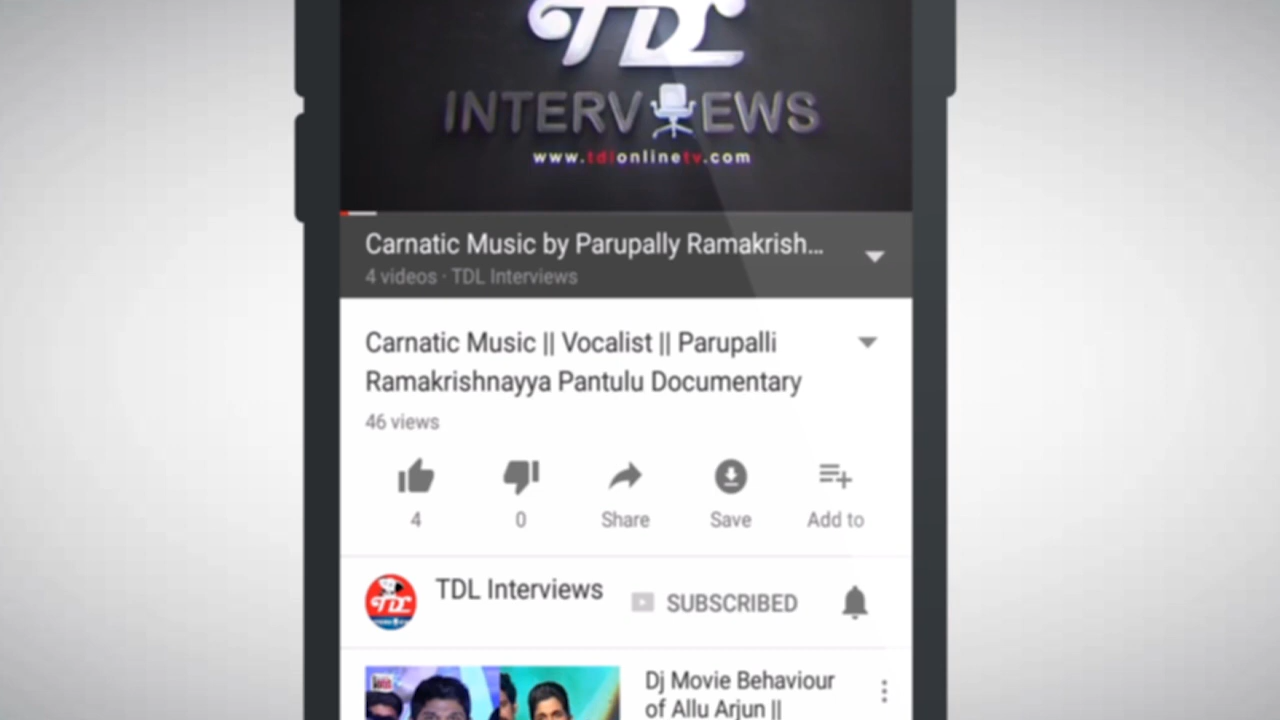 TDL
INTERVIEWS
www.tdlonlinetv.com
Carnatic Music by Parupally Ramakrish...
4 videos · TDL Interviews
Carnatic Music || Vocalist || Parupalli
Ramakrishnayya Pantulu Documentary
46 views
4
0
Share
Save
Add to
TDL Interviews
SUBSCRIBED
TDL
Dj Movie Behaviour
of Allu Arjun ||